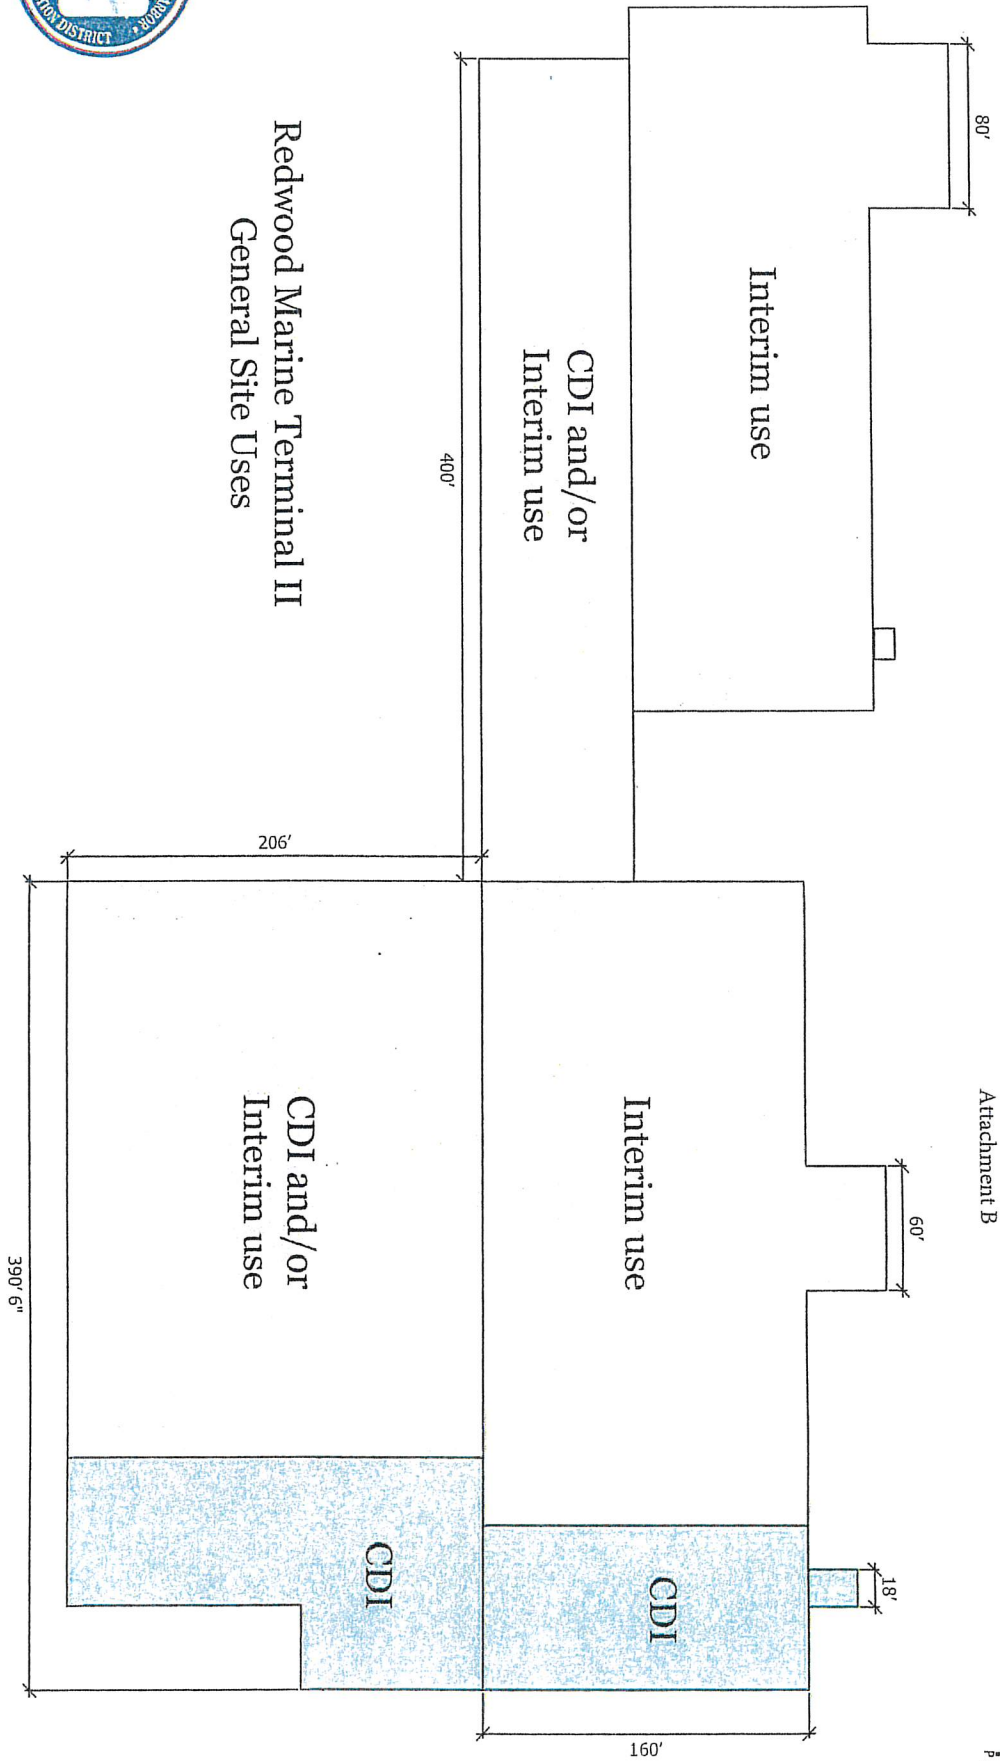 Attachment B
80'
Interim use
CDI and/or
Interim use
400'
Redwood Marine Terminal II
General Site Uses
60'
Interim use
18'
CDI
160'
206'
CDI and/or
Interim use
CDI
390' 6"
DISTRICT